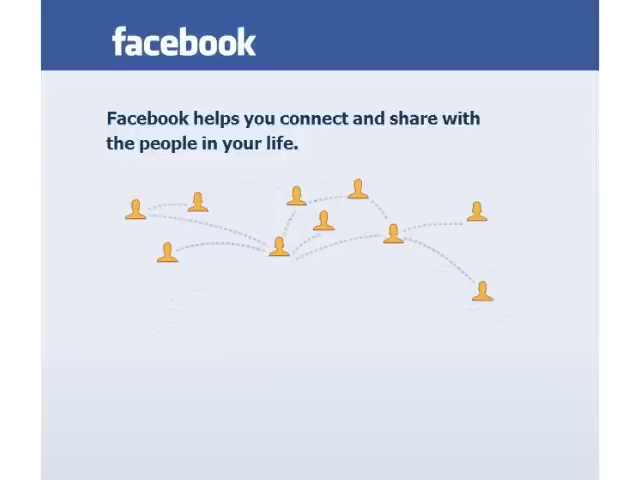 facebook
Facebook helps you connect and share with
the people in your life.